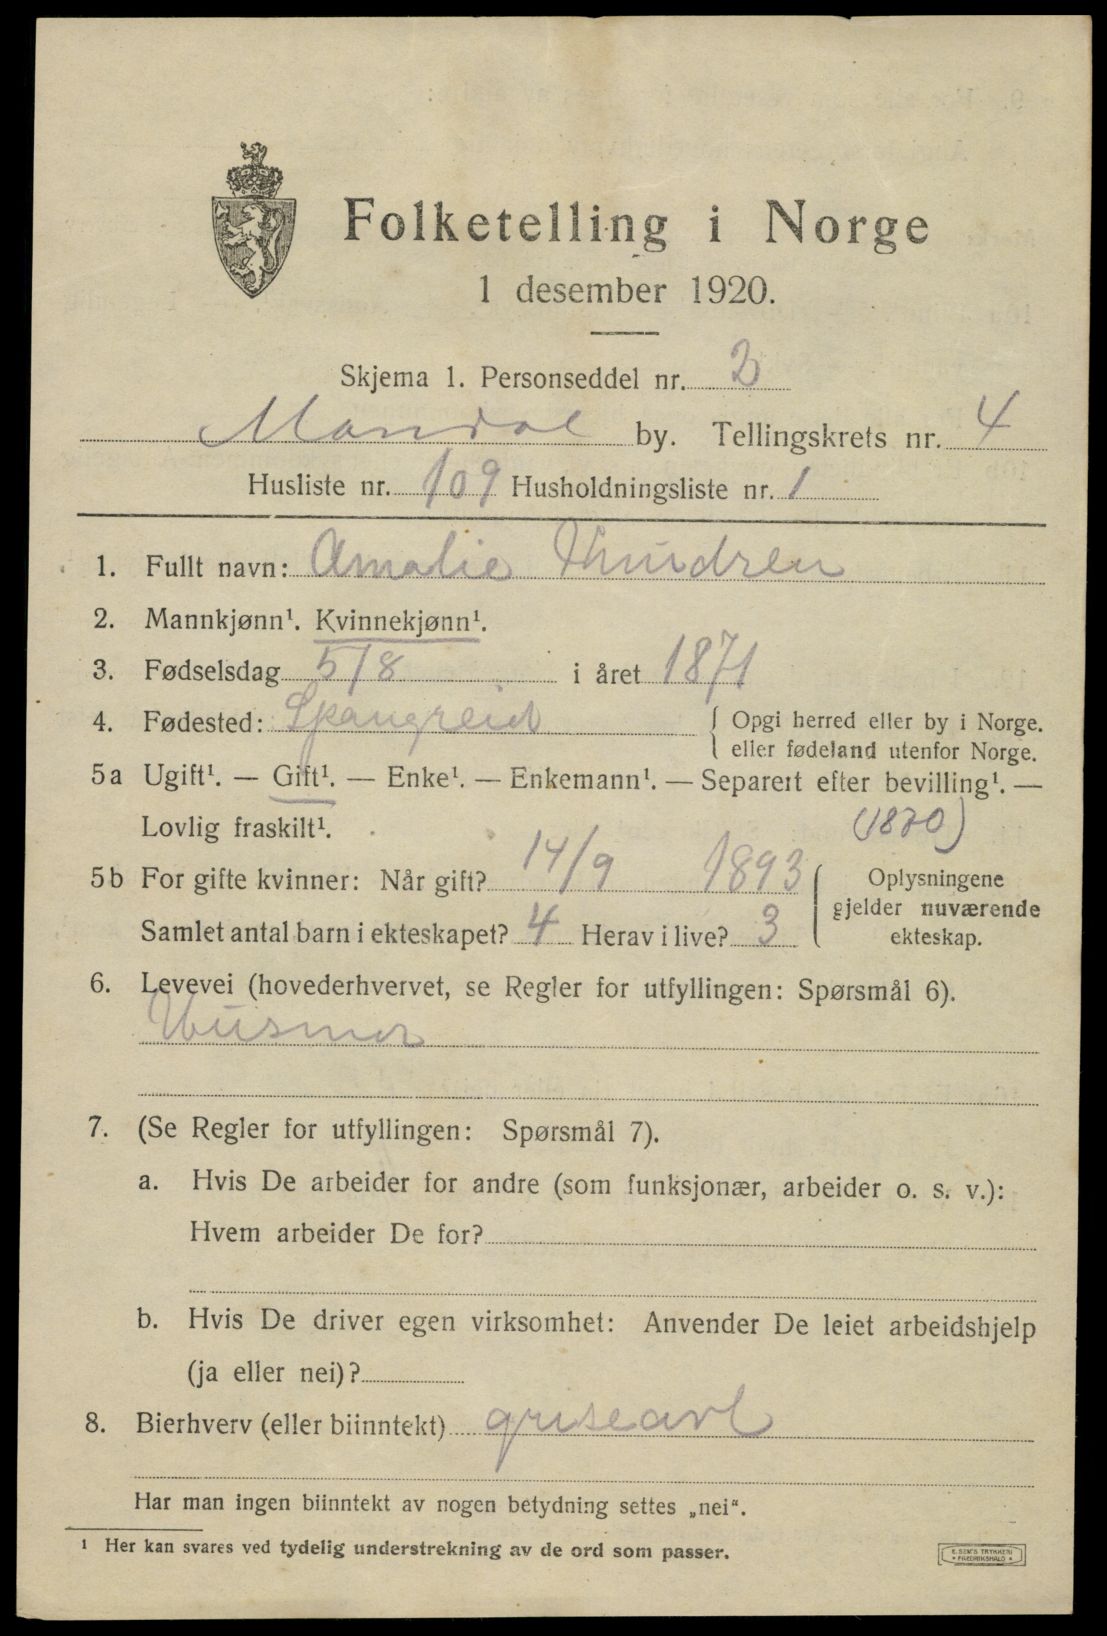 Folketelling i Norge
1 desember 1920.
Skjema 1. Personseddel nr. 2
Mandal by. Tellingskrets nr. 4
Husliste nr. 109 Husholdningsliste nr. 1
1. Fullt navn: Amalie
2. Mannkjønn¹. Kvinnekjønn¹.
3. Fødselsdag 5/8 i året 1871
4. Fødested: Spangreid { Opgi herred eller by i Norge.
eller fødeland utenfor Norge.
5a Ugift¹. — Gift¹. — Enke¹. — Enkemann¹. — Separert efter bevilling¹. —
Lovlig fraskilt¹. (1870)
5b For gifte kvinner: Når gift? 14/9 1893 { Oplysningene
gjelder nuværende
Samlet antal barn i ekteskapet? 4 Herav i live? 3 ekteskap.
6. Levevei (hovederhvervet, se Regler for utfyllingen: Spørsmål 6).
Husmor
7. (Se Regler for utfyllingen: Spørsmål 7).
a. Hvis De arbeider for andre (som funksjonær, arbeider o. s. v.):
Hvem arbeider De for?
b. Hvis De driver egen virksomhet: Anvender De leiet arbeidshjelp
(ja eller nei)?
8. Bierhverv (eller biinntekt) griseavl
Har man ingen biinntekt av nogen betydning settes „nei“.
¹ Her kan svares ved tydelig understrekning av de ord som passer.
E. SEM'S TRYKKERI
* FREDRIKSHALD *